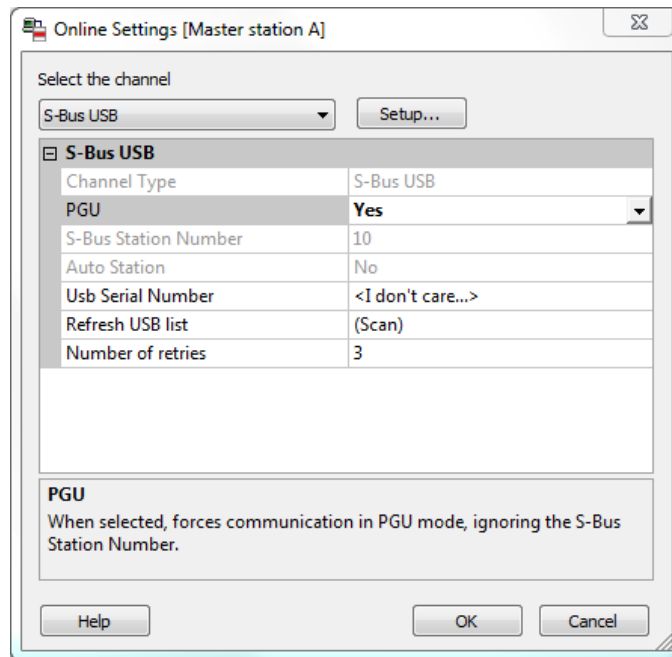 Online Settings [Master station A]
Select the channel
S-Bus USB
Setup...
S-Bus USB
Channel Type S-Bus USB
PGU Yes
S-Bus Station Number 10
Auto Station No
Usb Serial Number <I don't care...>
Refresh USB list (Scan)
Number of retries 3
PGU
When selected, forces communication in PGU mode, ignoring the S-Bus
Station Number.
Help OK Cancel